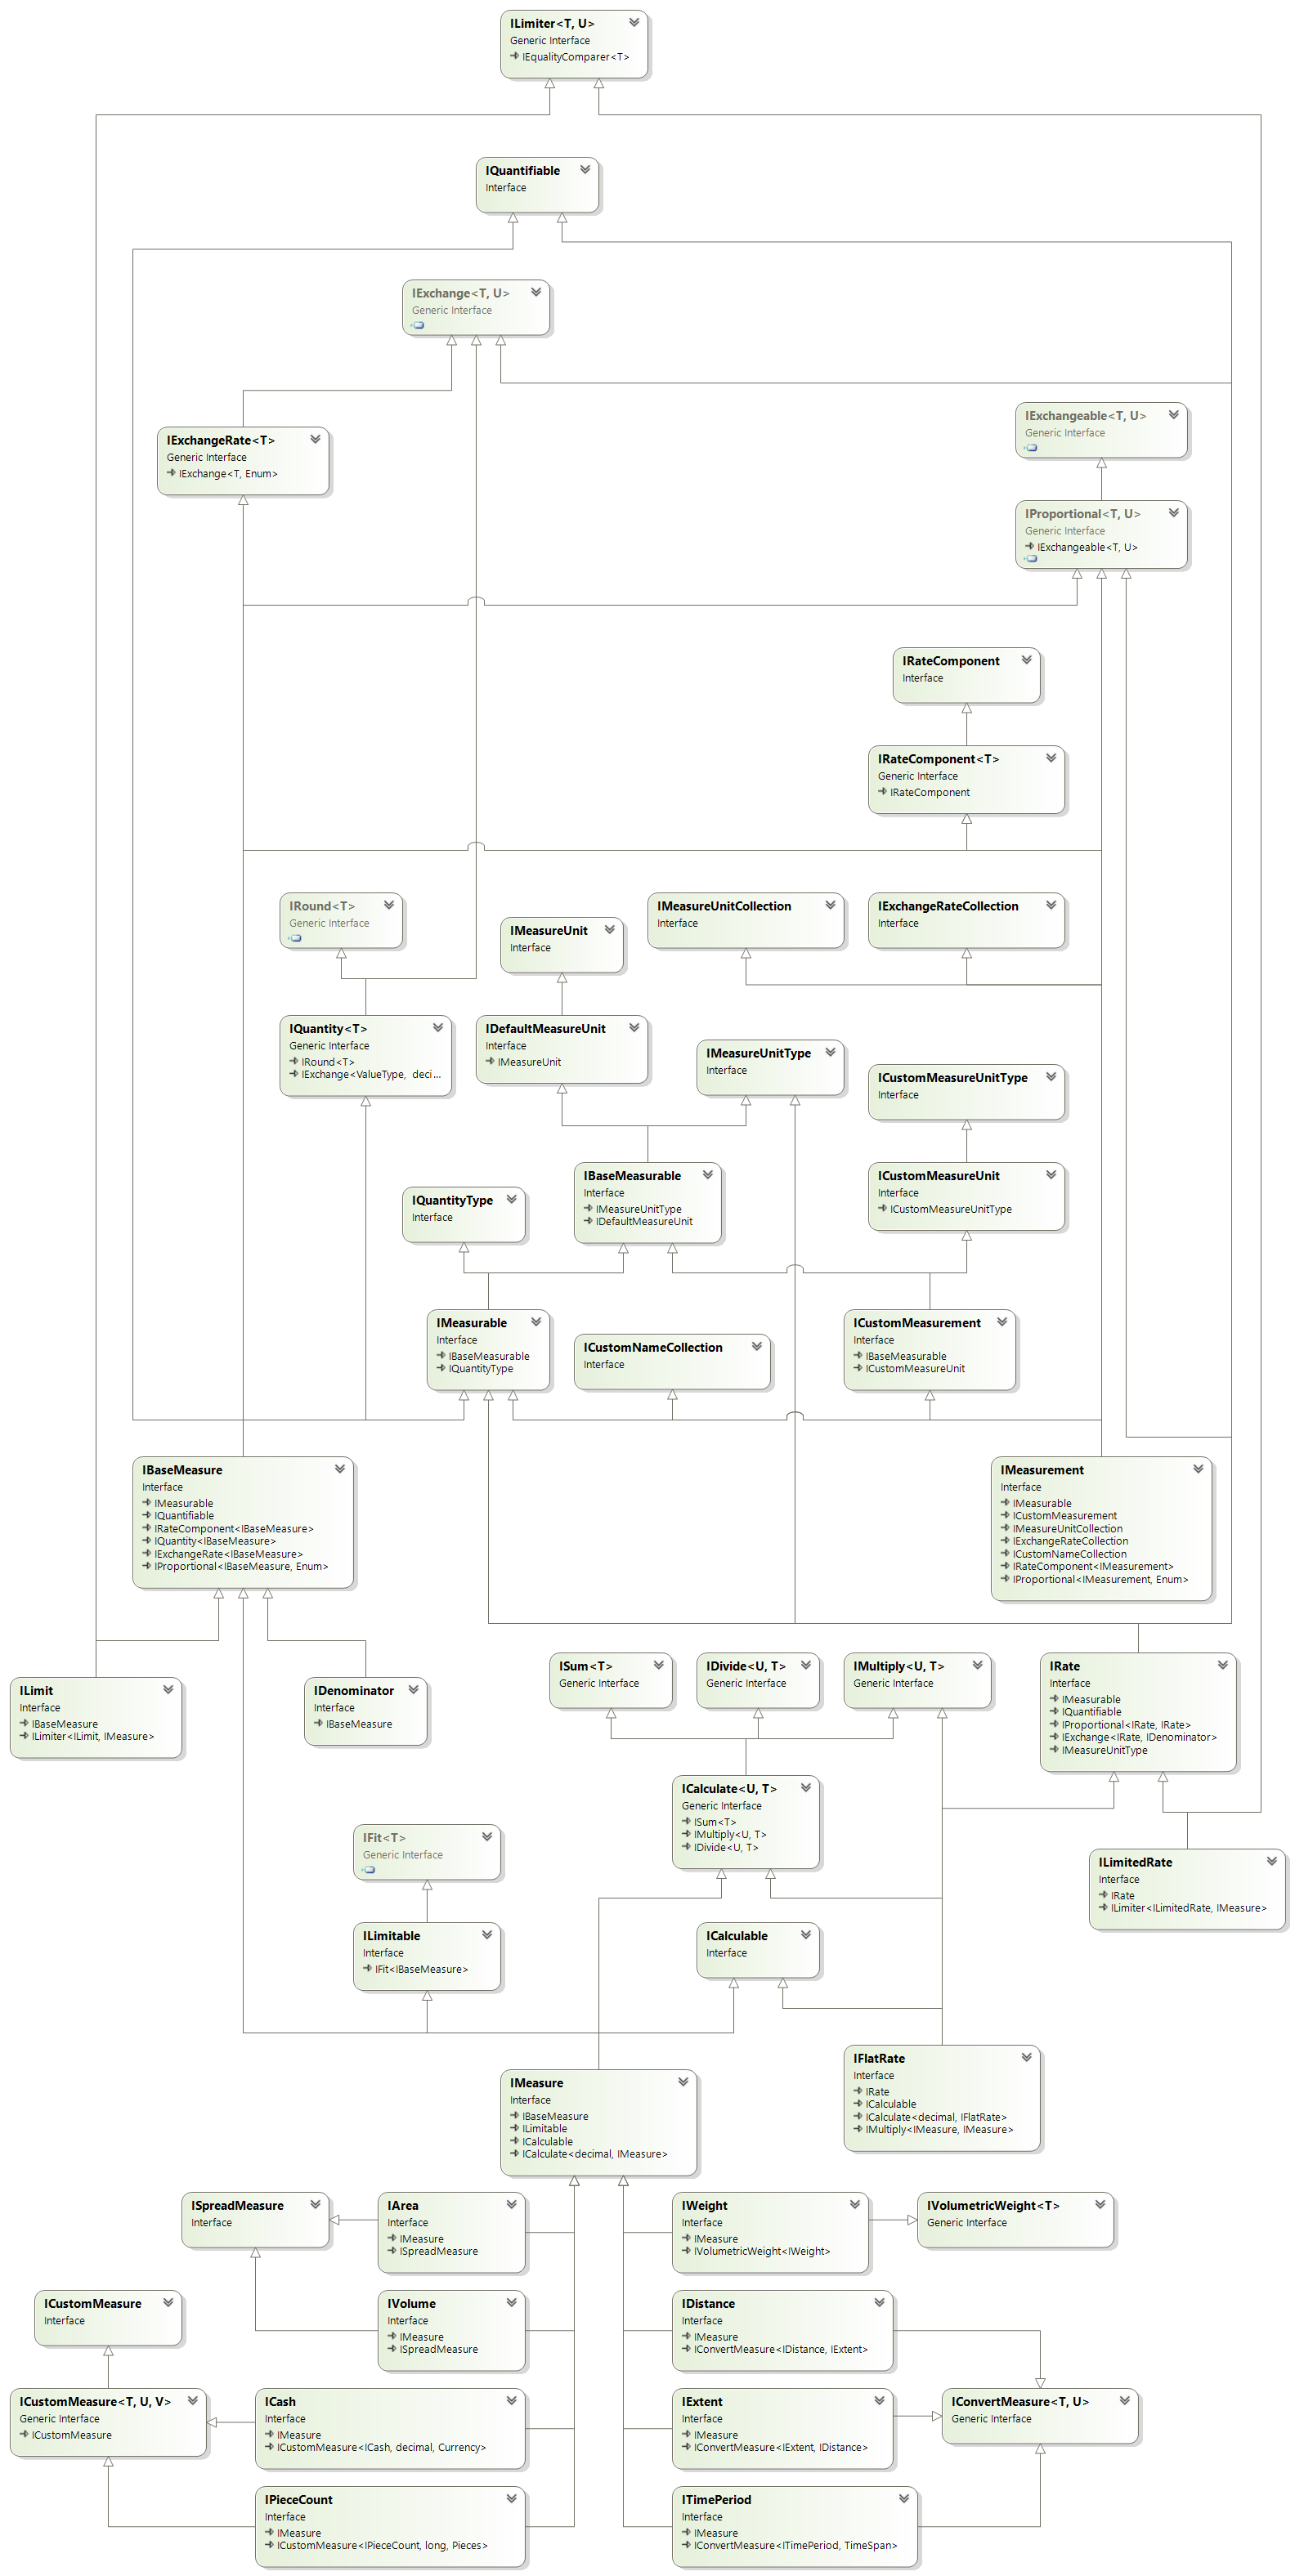 ILimiter<T, U>
Generic Interface
IEqualityComparer<T>
IQuantifiable
Interface
IExchange<T, U>
Generic Interface
IExchangeable<T, U>
Generic Interface
IExchangeRate<T>
Generic Interface
IExchange<T, Enum>
IProportional<T, U>
Generic Interface
IExchangeable<T, U>
IRateComponent
Interface
IRateComponent<T>
Generic Interface
IRateComponent
IRound<T>
Generic Interface
IMeasureUnit
Interface
IMeasureUnitCollection
Interface
IExchangeRateCollection
Interface
IQuantity<T>
Generic Interface
IRound<T>
IExchange<ValueType, deci...
IDefaultMeasureUnit
Interface
IMeasureUnit
IMeasureUnitType
Interface
ICustomMeasureUnitType
Interface
IQuantityType
Interface
IBaseMeasurable
Interface
IMeasureUnitType
IDefaultMeasureUnit
ICustomMeasureUnit
Interface
ICustomMeasureUnitType
IMeasurable
Interface
IBaseMeasurable
IQuantityType
ICustomNameCollection
Interface
ICustomMeasurement
Interface
IBaseMeasurable
ICustomMeasureUnit
IBaseMeasure
Interface
IMeasurable
IQuantifiable
IRateComponent<IBaseMeasure>
IQuantity<IBaseMeasure>
IExchangeRate<IBaseMeasure>
IProportional<IBaseMeasure, Enum>
IMeasurement
Interface
IMeasurable
ICustomMeasurement
IMeasureUnitCollection
IExchangeRateCollection
ICustomNameCollection
IRateComponent<IMeasurement>
IProportional<IMeasurement, Enum>
ILimit
Interface
IBaseMeasure
ILimiter<ILimit, IMeasure>
IDenominator
Interface
IBaseMeasure
ISum<T>
Generic Interface
IDivide<U, T>
Generic Interface
IMultiply<U, T>
Generic Interface
IRate
Interface
IMeasurable
IQuantifiable
IProportional<IRate, IRate>
IExchange<IRate, IDenominator>
IMeasureUnitType
ICalculate<U, T>
Generic Interface
ISum<T>
IMultiply<U, T>
IDivide<U, T>
IFit<T>
Generic Interface
ILimitedRate
Interface
IRate
ILimiter<ILimitedRate, IMeasure>
ILimitable
Interface
IFit<IBaseMeasure>
ICalculable
Interface
IMeasure
Interface
IBaseMeasure
ILimitable
ICalculable
ICalculate<decimal, IMeasure>
IFlatRate
Interface
IRate
ICalculable
ICalculate<decimal, IFlatRate>
IMultiply<IMeasure, IMeasure>
ISpreadMeasure
Interface
IArea
Interface
IMeasure
ISpreadMeasure
IWeight
Interface
IMeasure
IVolumetricWeight<IWeight>
IVolumetricWeight<T>
Generic Interface
ICustomMeasure
Interface
IVolume
Interface
IMeasure
ISpreadMeasure
IDistance
Interface
IMeasure
IConvertMeasure<IDistance, IExtent>
ICustomMeasure<T, U, V>
Generic Interface
ICustomMeasure
ICash
Interface
IMeasure
ICustomMeasure<ICash, decimal, Currency>
IExtent
Interface
IMeasure
IConvertMeasure<IExtent, IDistance>
IConvertMeasure<T, U>
Generic Interface
IPieceCount
Interface
IMeasure
ICustomMeasure<IPieceCount, long, Pieces>
ITimePeriod
Interface
IMeasure
IConvertMeasure<ITimePeriod, TimeSpan>